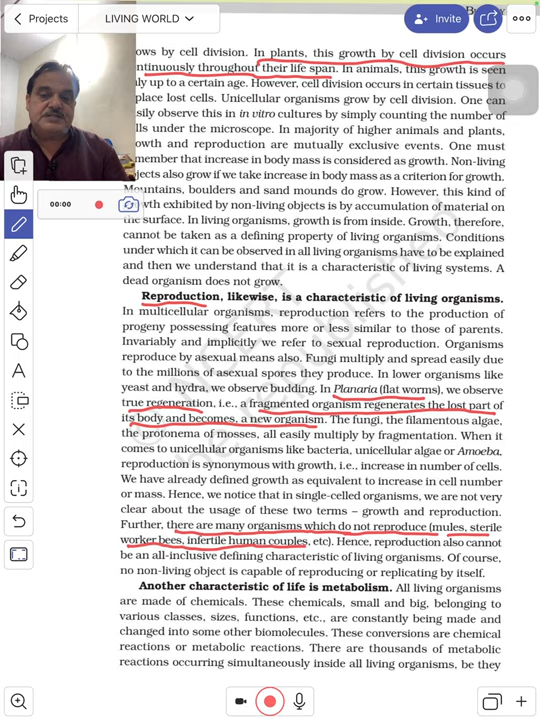 Projects
LIVING WORLD
Invite
ows by cell division. In plants, this growth by cell division occurs
ntinuously throughout their life span. In animals, this growth is seen
ly up to a certain age. However, cell division occurs in certain tissues to
place lost cells. Unicellular organisms grow by cell division. One can
sily observe this in in vitro cultures by simply counting the number of
lls under the microscope. In majority of higher animals and plants,
owth and reproduction are mutually exclusive events. One must
member that increase in body mass is considered as growth. Non-living
jects also grow if we take increase in body mass as a criterion for growth.
Mountains, boulders and sand mounds do grow. However, this kind of
00:00
wth exhibited by non-living objects is by accumulation of material on
the surface. In living organisms, growth is from inside. Growth, therefore,
cannot be taken as a defining property of living organisms. Conditions
under which it can be observed in all living organisms have to be explained
and then we understand that it is a characteristic of living systems. A
dead organism does not grow.
Reproduction, likewise, is a characteristic of living organisms.
In multicellular organisms, reproduction refers to the production of
progeny possessing features more or less similar to those of parents.
Invariably and implicitly we refer to sexual reproduction. Organisms
reproduce by asexual means also. Fungi multiply and spread easily due
to the millions of asexual spores they produce. In lower organisms like
yeast and hydra, we observe budding. In Planaria (flat worms), we observe
true regeneration, i.e., a fragmented organism regenerates the lost part of
its body and becomes, a new organism. The fungi, the filamentous algae,
the protonema of mosses, all easily multiply by fragmentation. When it
comes to unicellular organisms like bacteria, unicellular algae or Amoeba,
reproduction is synonymous with growth, i.e., increase in number of cells.
We have already defined growth as equivalent to increase in cell number
or mass. Hence, we notice that in single-celled organisms, we are not very
clear about the usage of these two terms – growth and reproduction.
Further, there are many organisms which do not reproduce (mules, sterile
worker bees, infertile human couples, etc). Hence, reproduction also cannot
be an all-inclusive defining characteristic of living organisms. Of course,
no non-living object is capable of reproducing or replicating by itself.
Another characteristic of life is metabolism. All living organisms
are made of chemicals. These chemicals, small and big, belonging to
various classes, sizes, functions, etc., are constantly being made and
changed into some other biomolecules. These conversions are chemical
reactions or metabolic reactions. There are thousands of metabolic
reactions occurring simultaneously inside all living organisms, be they